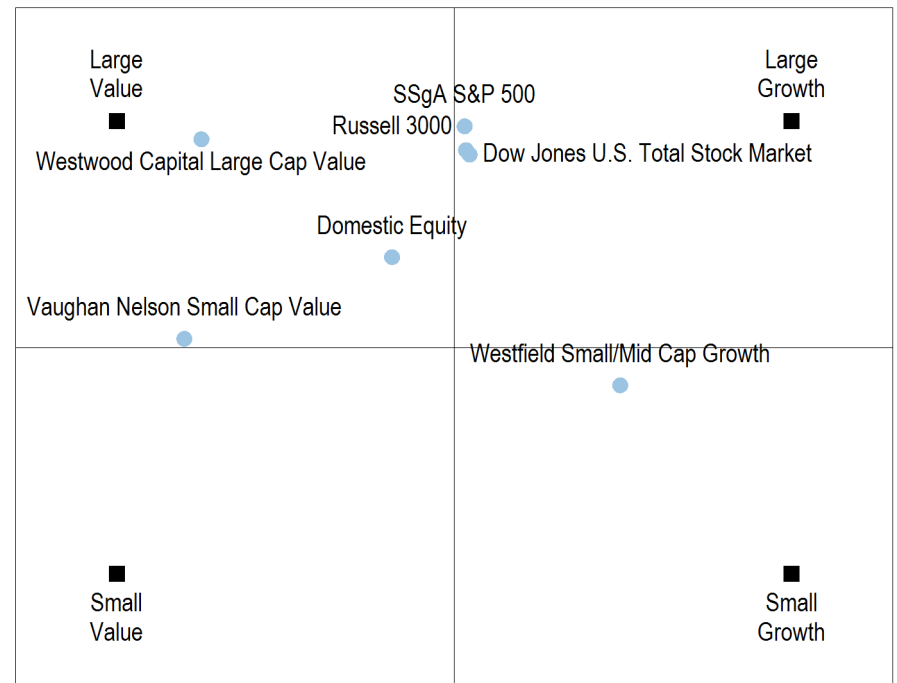 Large
Value
Large
Growth
SSgA S&P 500
Russell 3000
Westwood Capital Large Cap Value
Dow Jones U.S. Total Stock Market
Domestic Equity
Vaughan Nelson Small Cap Value
Westfield Small/Mid Cap Growth
Small
Value
Small
Growth